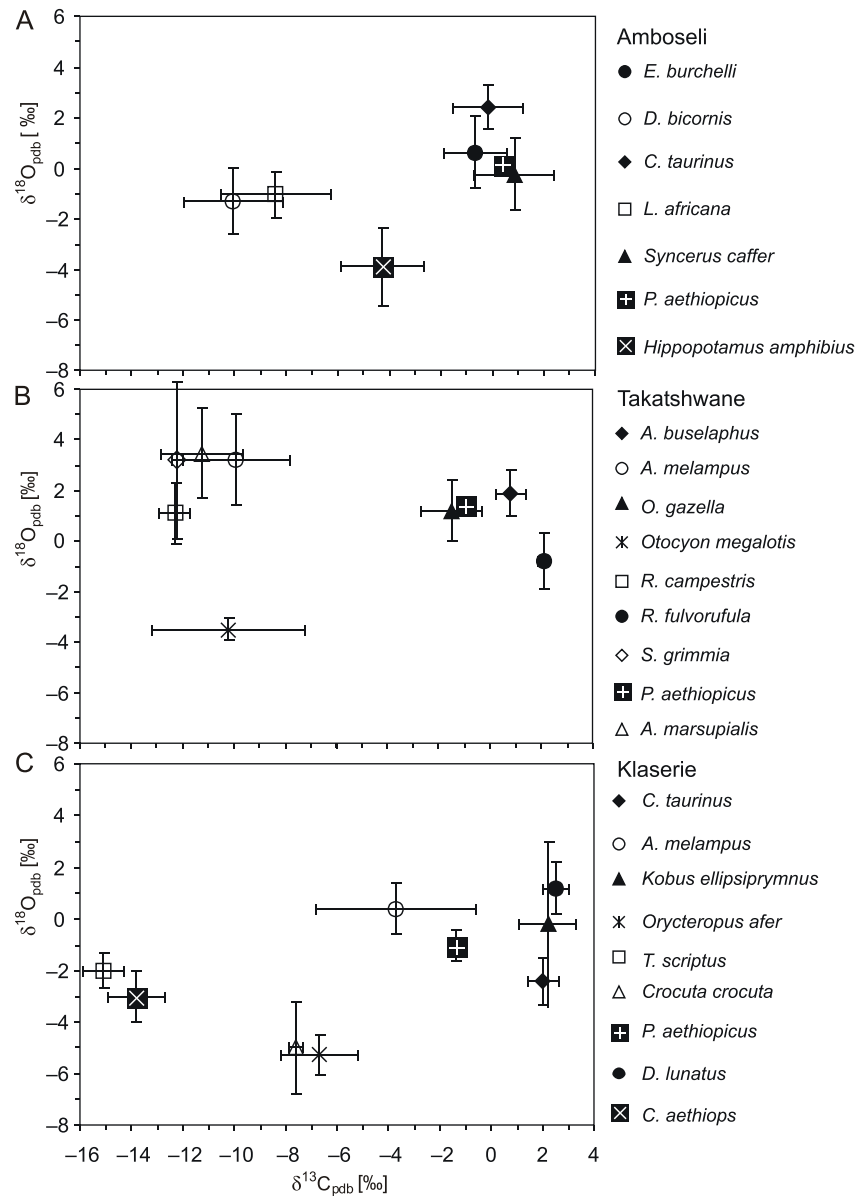 A
6
4
2
0
–2
–4
–6
–8
δ18Opdb [ ‰]
Amboseli
E. burchelli
D. bicornis
C. taurinus
L. africana
Syncerus caffer
P. aethiopicus
Hippopotamus amphibius
B
6
4
2
0
–2
–4
–6
–8
δ18Opdb [‰]
Takatshwane
A. buselaphus
A. melampus
O. gazella
Otocyon megalotis
R. campestris
R. fulvorufula
S. grimmia
P. aethiopicus
A. marsupialis
C
6
4
2
0
–2
–4
–6
–8
δ18Opdb [‰]
Klaserie
C. taurinus
A. melampus
Kobus ellipsiprymnus
Orycteropus afer
T. scriptus
Crocuta crocuta
P. aethiopicus
D. lunatus
C. aethiops
–16 –14 –12 –10 –8 –6 –4 –2 0 2 4
δ13Cpdb [‰]